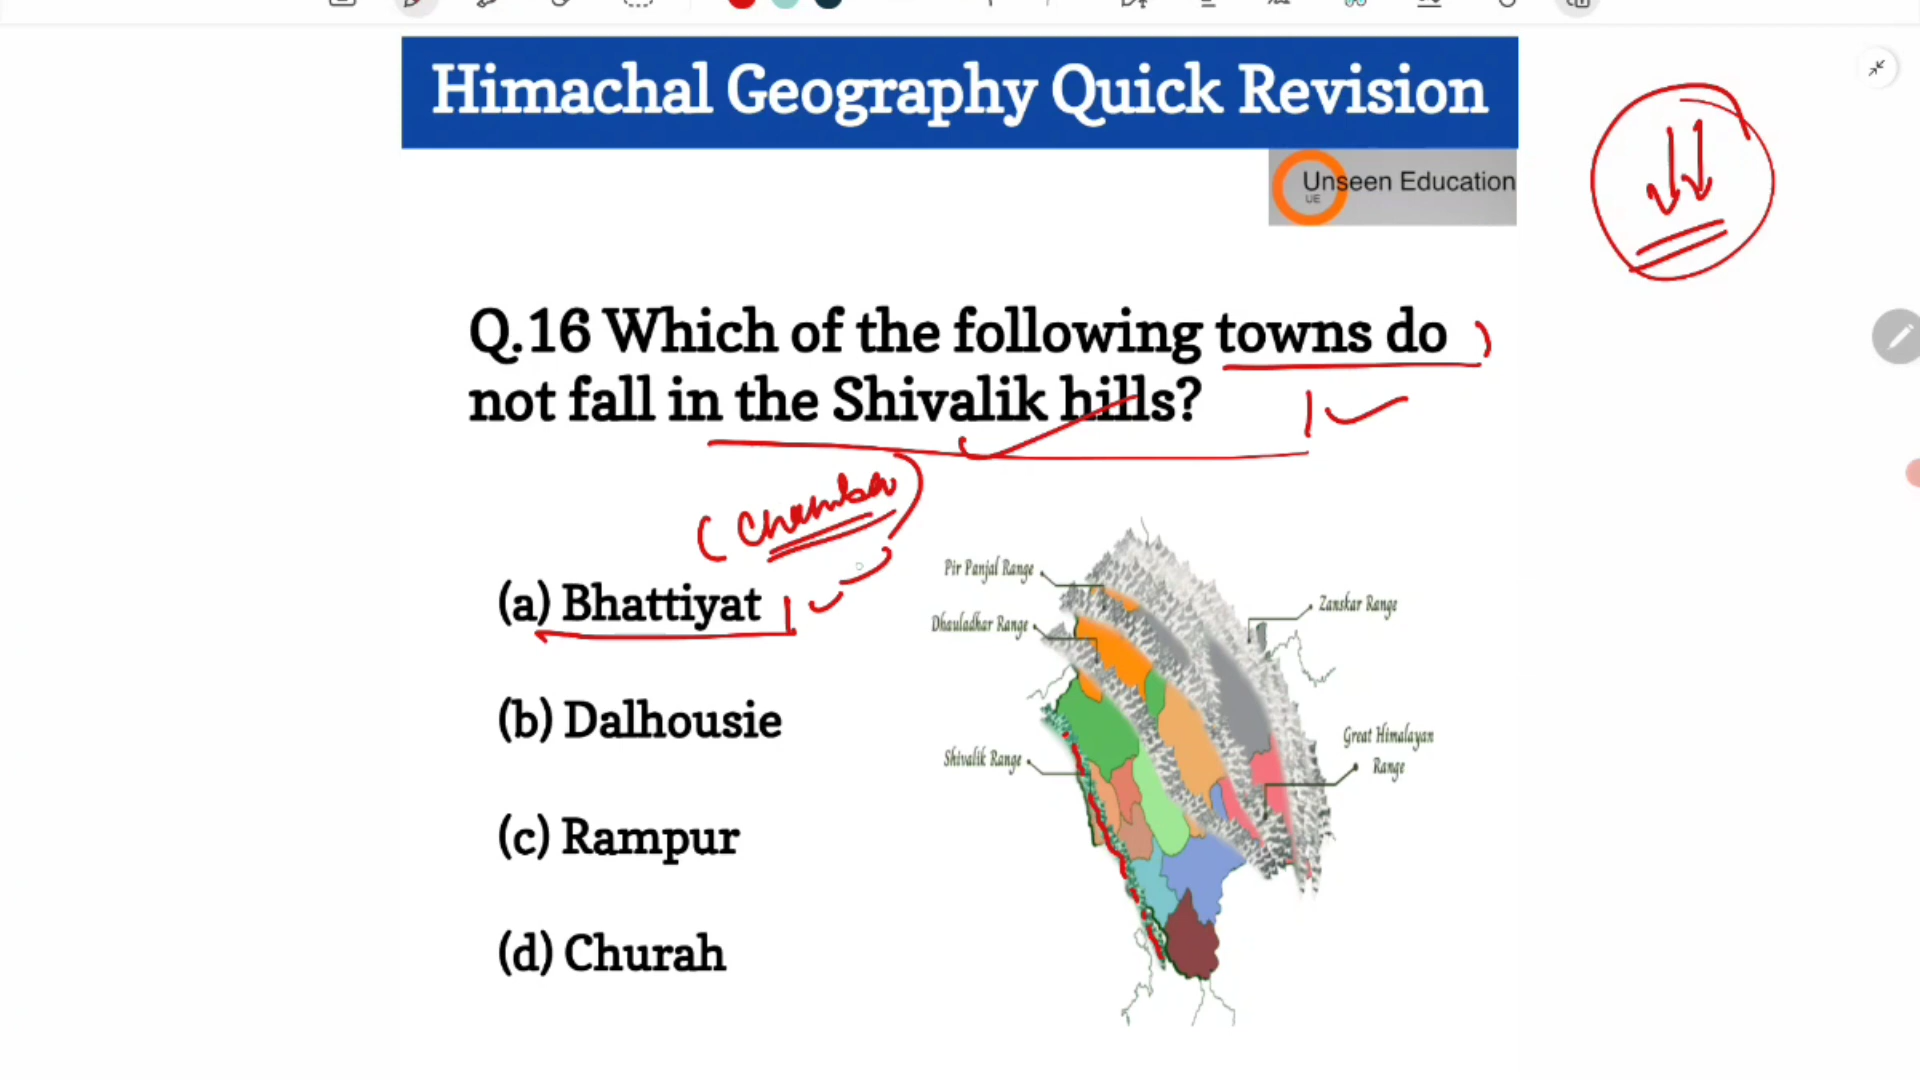 Himachal Geography Quick Revision
Unseen Education
UE
Q.16 Which of the following towns do
not fall in the Shivalik hills?
(Chamba)
(a) Bhattiyat
(b) Dalhousie
(c) Rampur
(d) Churah
Pir Panjal Range
Dhauladhar Range
Zanskar Range
Shivalik Range
Great Himalayan
Range